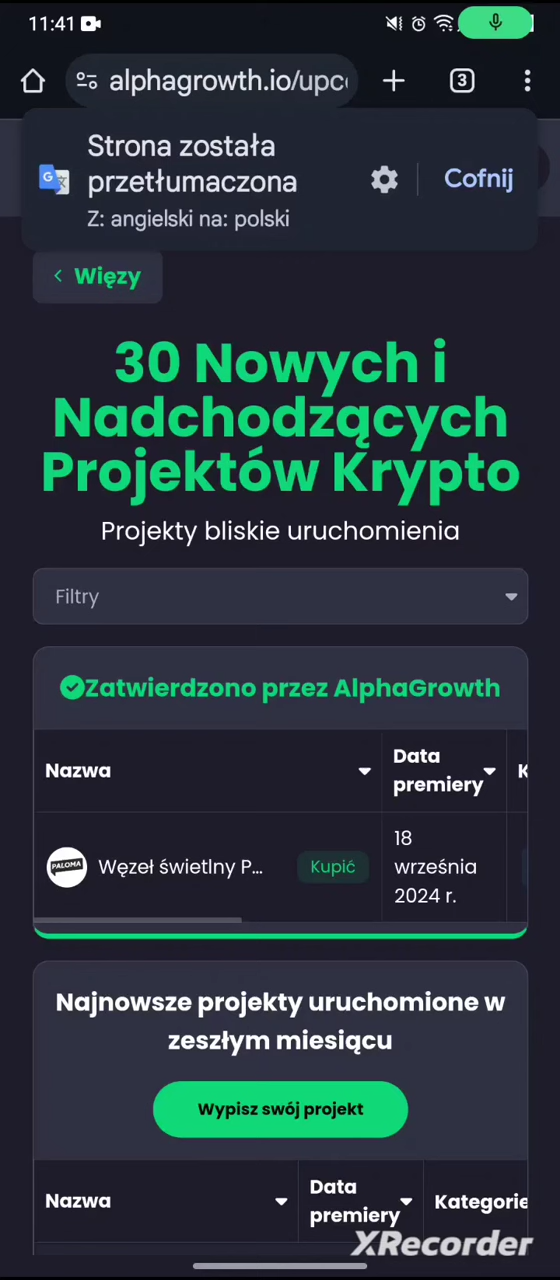 11:41
3
alphagrowth.io/upc
Strona została
przetłumaczona
Z: angielski na: polski
Cofnij
Więzy
30 Nowych i
Nadchodzących
Projektów Krypto
Projekty bliskie uruchomienia
Filtry
Zatwierdzono przez AlphaGrowth
Nazwa
Data
premiery
K
PALOMA
Węzeł świetlny P...
Kupić
18
września
2024 r.
Najnowsze projekty uruchomione w
zeszłym miesiącu
Wypisz swój projekt
Nazwa
Data
premiery
Kategorie
XRecorder